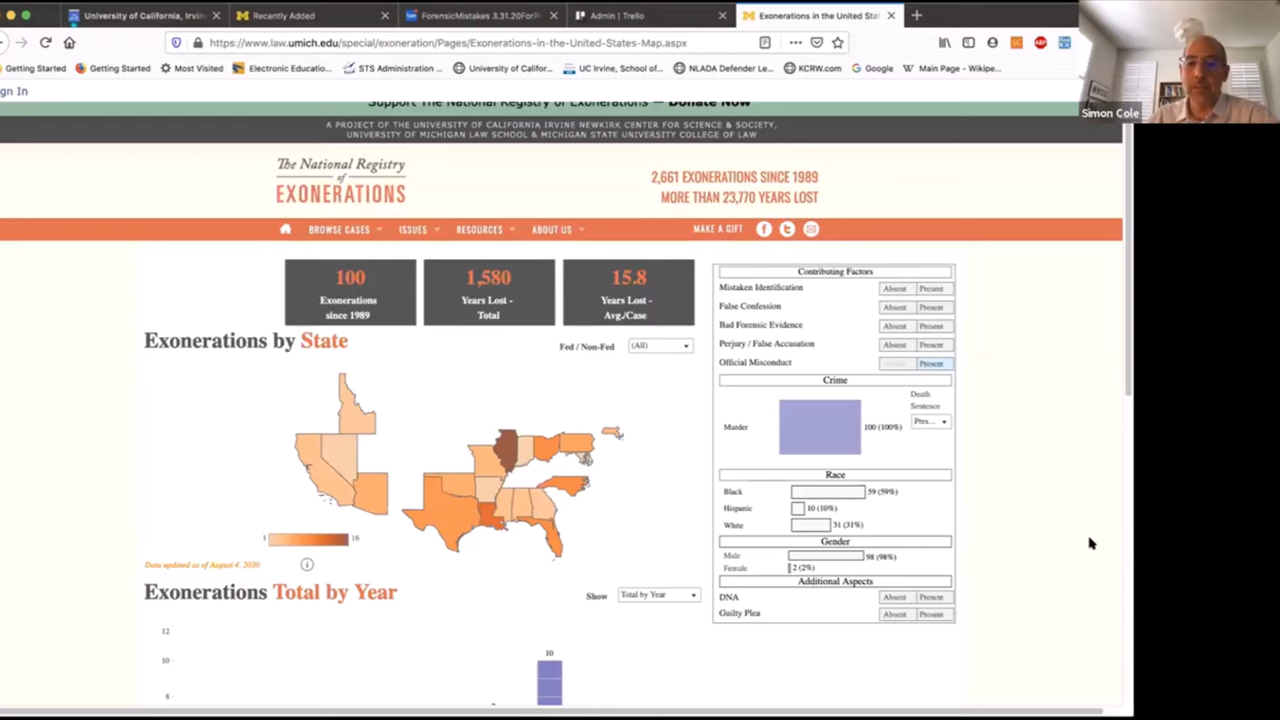 University of California, Irvin
Recently Added
ForensicMistakes 3.31.20ForP
Admin | Trello
Exonerations in the United Stat
https://www.law.umich.edu/special/exoneration/Pages/Exonerations-in-the-United-States-Map.aspx
Getting Started
Getting Started
Most Visited
Electronic Educatio...
STS Administration ...
University of Califor...
UC Irvine, School of...
NLADA Defender Le...
KCRW.com
Google
Main Page - Wikipe...
gn In
Support The National Registry of Exonerations — Donate Now
A PROJECT OF THE UNIVERSITY OF CALIFORNIA IRVINE NEWKIRK CENTER FOR SCIENCE & SOCIETY,
UNIVERSITY OF MICHIGAN LAW SCHOOL & MICHIGAN STATE UNIVERSITY COLLEGE OF LAW
Simon Cole
The National Registry
of
EXONERATIONS
2,661 EXONERATIONS SINCE 1989
MORE THAN 23,770 YEARS LOST
BROWSE CASES
ISSUES
RESOURCES
ABOUT US
MAKE A GIFT
100
Exonerations
since 1989
1,580
Years Lost -
Total
15.8
Years Lost -
Avg./Case
Exonerations by State
Fed / Non-Fed
(All)
1
16
Data updated as of August 4, 2020
Contributing Factors
Mistaken Identification Absent Present
False Confession Absent Present
Bad Forensic Evidence Absent Present
Perjury / False Accusation Absent Present
Official Misconduct Present
Crime
Death
Sentence
Pres...
Murder 100 (100%)
Race
Black 59 (59%)
Hispanic 10 (10%)
White 31 (31%)
Gender
Male 98 (98%)
Female 2 (2%)
Additional Aspects
DNA Absent Present
Guilty Plea Absent Present
Exonerations Total by Year
Show
Total by Year
12
10
8
10